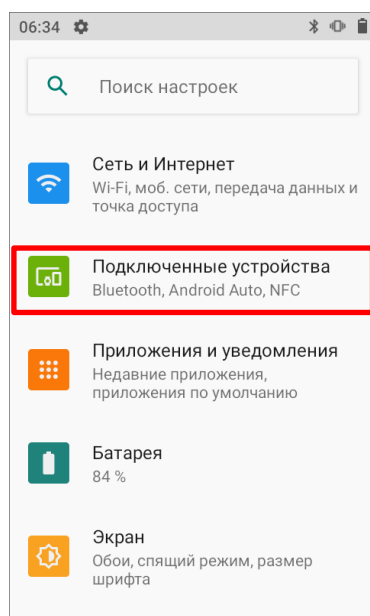 06:34
Поиск настроек
Сеть и Интернет
Wi-Fi, моб. сети, передача данных и
точка доступа
Подключенные устройства
Bluetooth, Android Auto, NFC
Приложения и уведомления
Недавние приложения,
приложения по умолчанию
Батарея
84 %
Экран
Обои, спящий режим, размер
шрифта